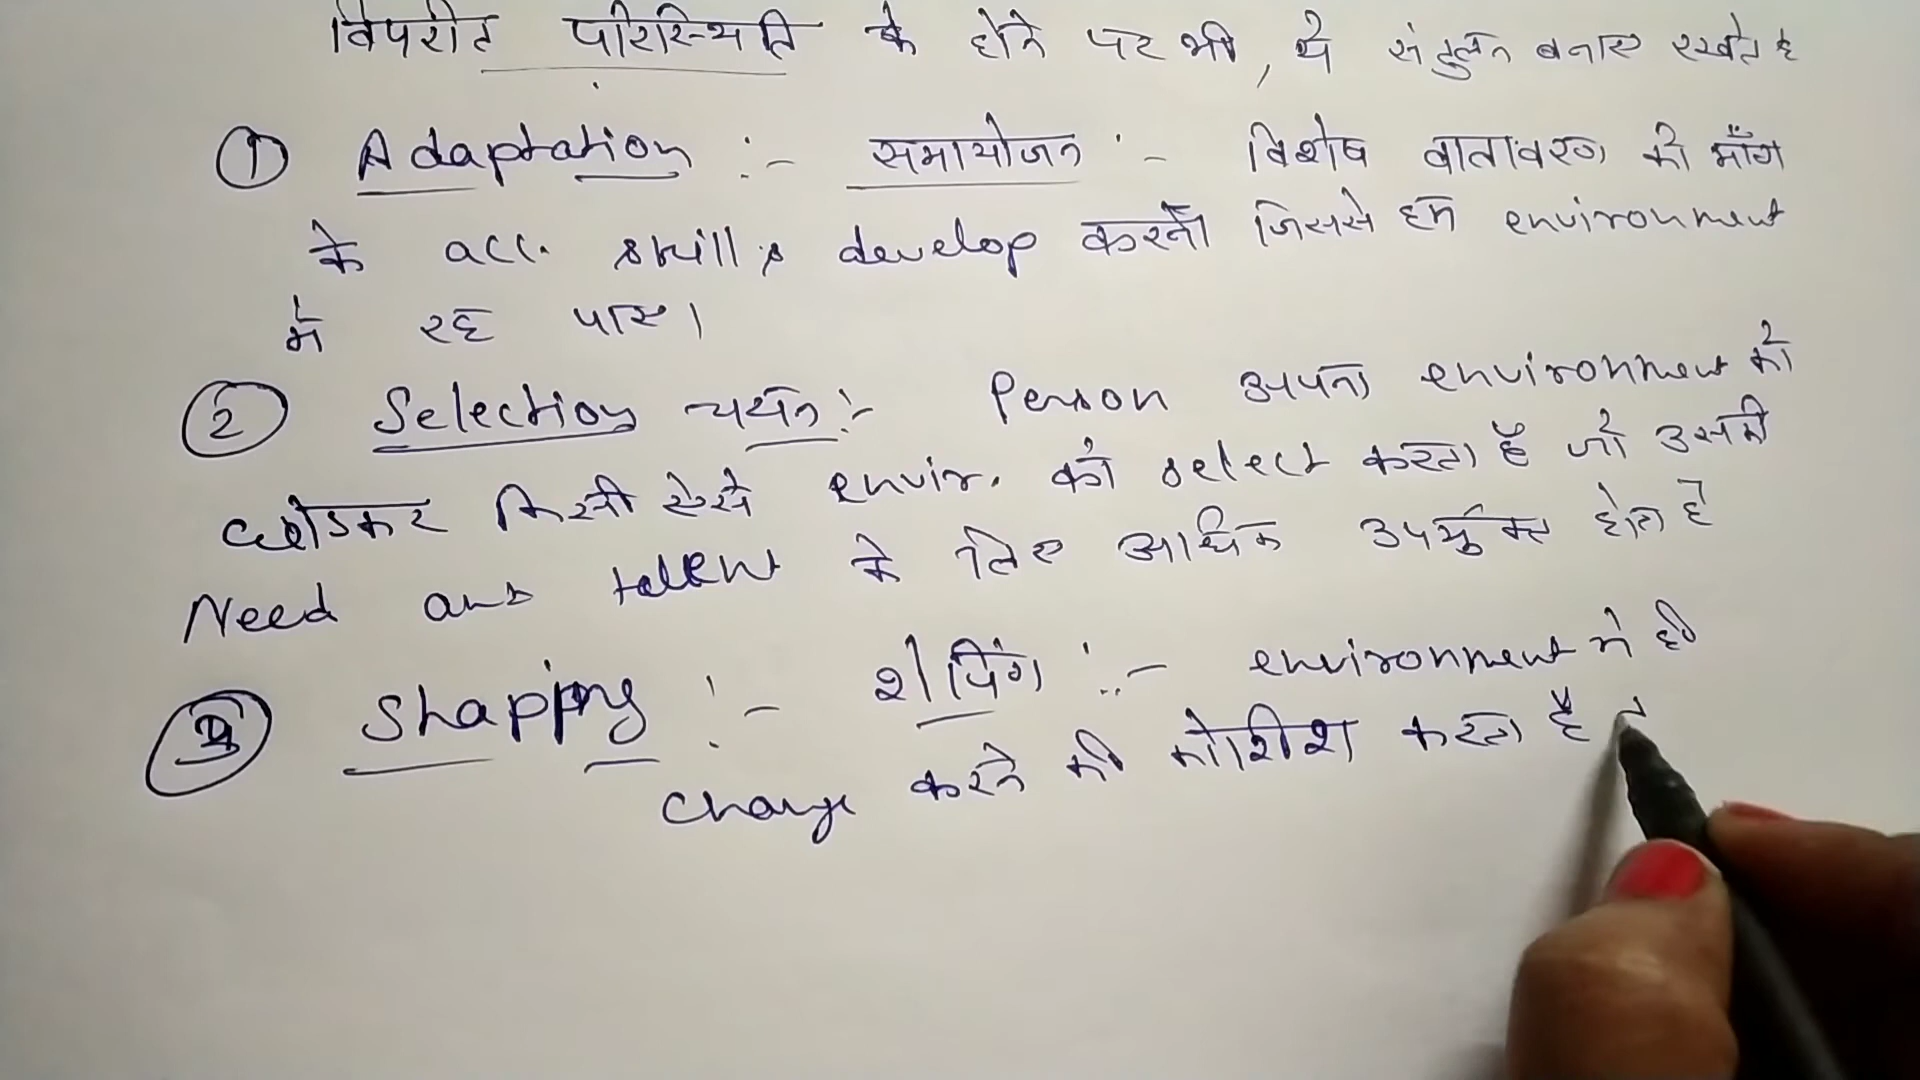 विपरीत परिस्थिति के होने पर भी, ये संतुलन बनाए रखते है
① Adaptation :- समायोजन :- विशेष वातावरण की माँग
के acc. skills develop करना जिससे हम environment
में रह पाए।
② Selection चयन :- Person अपना environment को
छोडकर किसी ऐसे envir. को select करता है जो उसकी
Need and talent के लिए अधिक उपयुक्त होता है
③ Shapping :- शेपिंग :- environment में ही
Change करने की कोशिश करता है